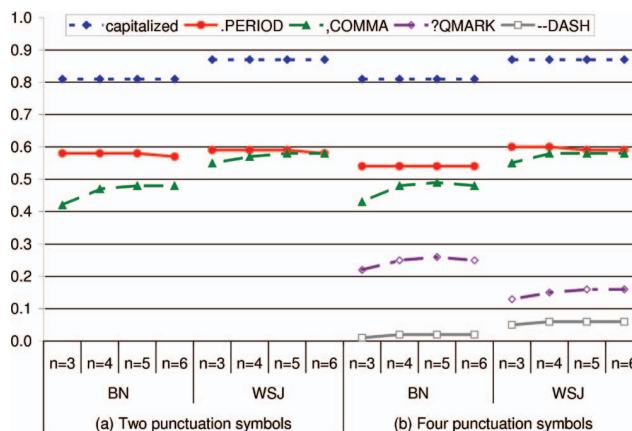 1.0
capitalized .PERIOD ,COMMA ?QMARK --DASH
0.9
0.8
0.7
0.6
0.5
0.4
0.3
0.2
0.1
0.0
n=3 n=4 n=5 n=6 n=3 n=4 n=5 n=6 n=3 n=4 n=5 n=6 n=3 n=4 n=5 n=6
BN WSJ BN WSJ
(a) Two punctuation symbols (b) Four punctuation symbols